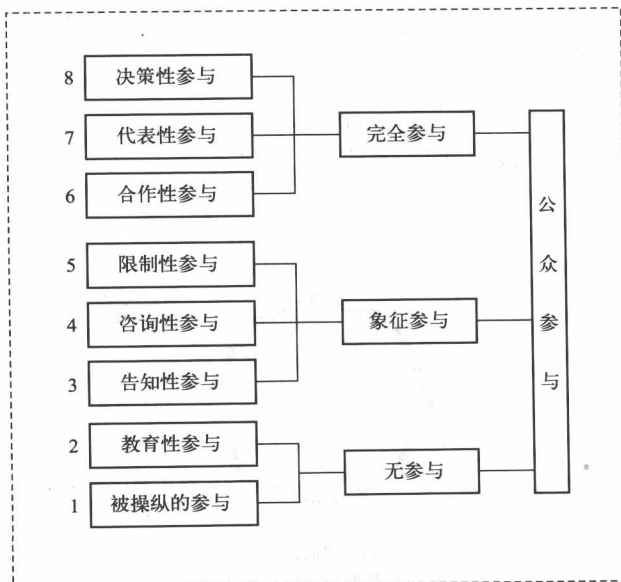 8 决策性参与
7 代表性参与 完全参与
6 合作性参与
5 限制性参与
4 咨询性参与 象征参与
3 告知性参与
2 教育性参与
无参与
1 被操纵的参与
公众参与